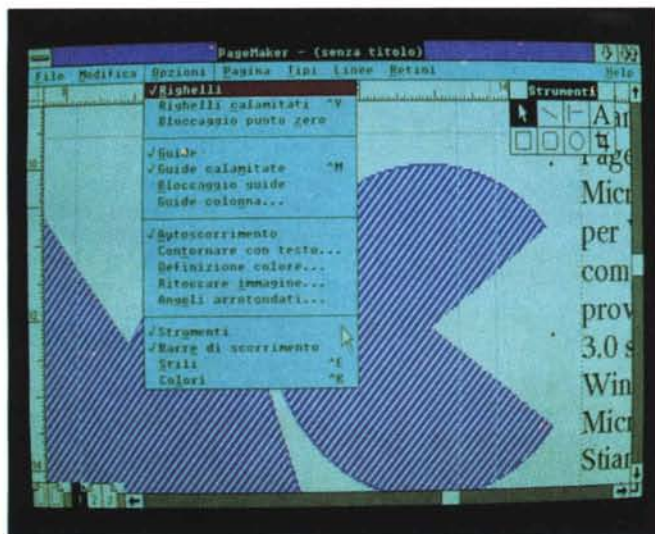 PageMaker - (senza titolo)
File Modifica Opzioni Pagina Tipi Linee Retini Help
√Righelli
Righelli calamitati ^Y
Bloccaggio punto zero
√Guide
√Guide calamitate ^M
Bloccaggio guide
Guide colonna...
√Autoscorrimento
Contornare con testo...
Definizione colore...
Ritoccare immagine...
Angoli arrotondati...
√Strumenti
√Barre di scorrimento
Stili ^E
Colori ^K
Strumenti
Page
Micr
per
com
prov
3.0 s
Win
Micr
Stiar